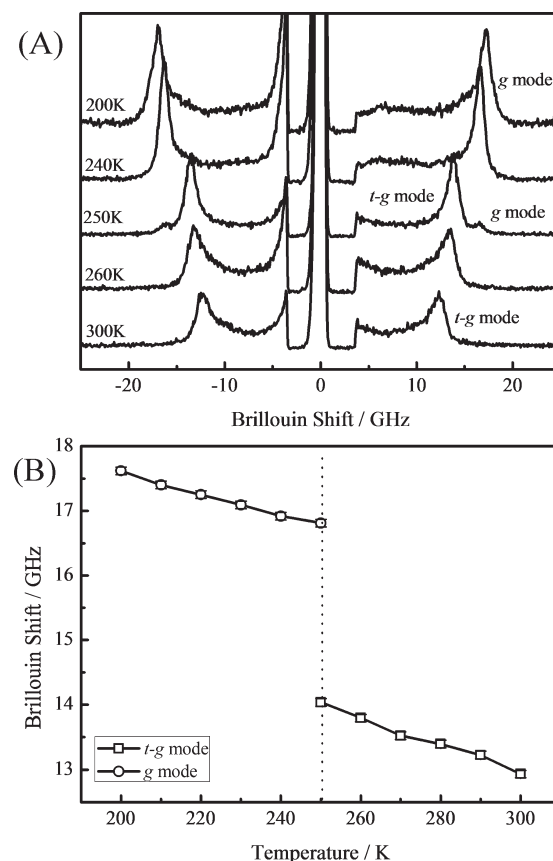 (A)
200K
g mode
240K
t-g mode
g mode
250K
260K
300K
t-g mode
-20 -10 0 10 20
Brillouin Shift / GHz
(B)
18
17
16
15
14
13
Brillouin Shift / GHz
t-g mode
g mode
200 220 240 260 280 300
Temperature / K